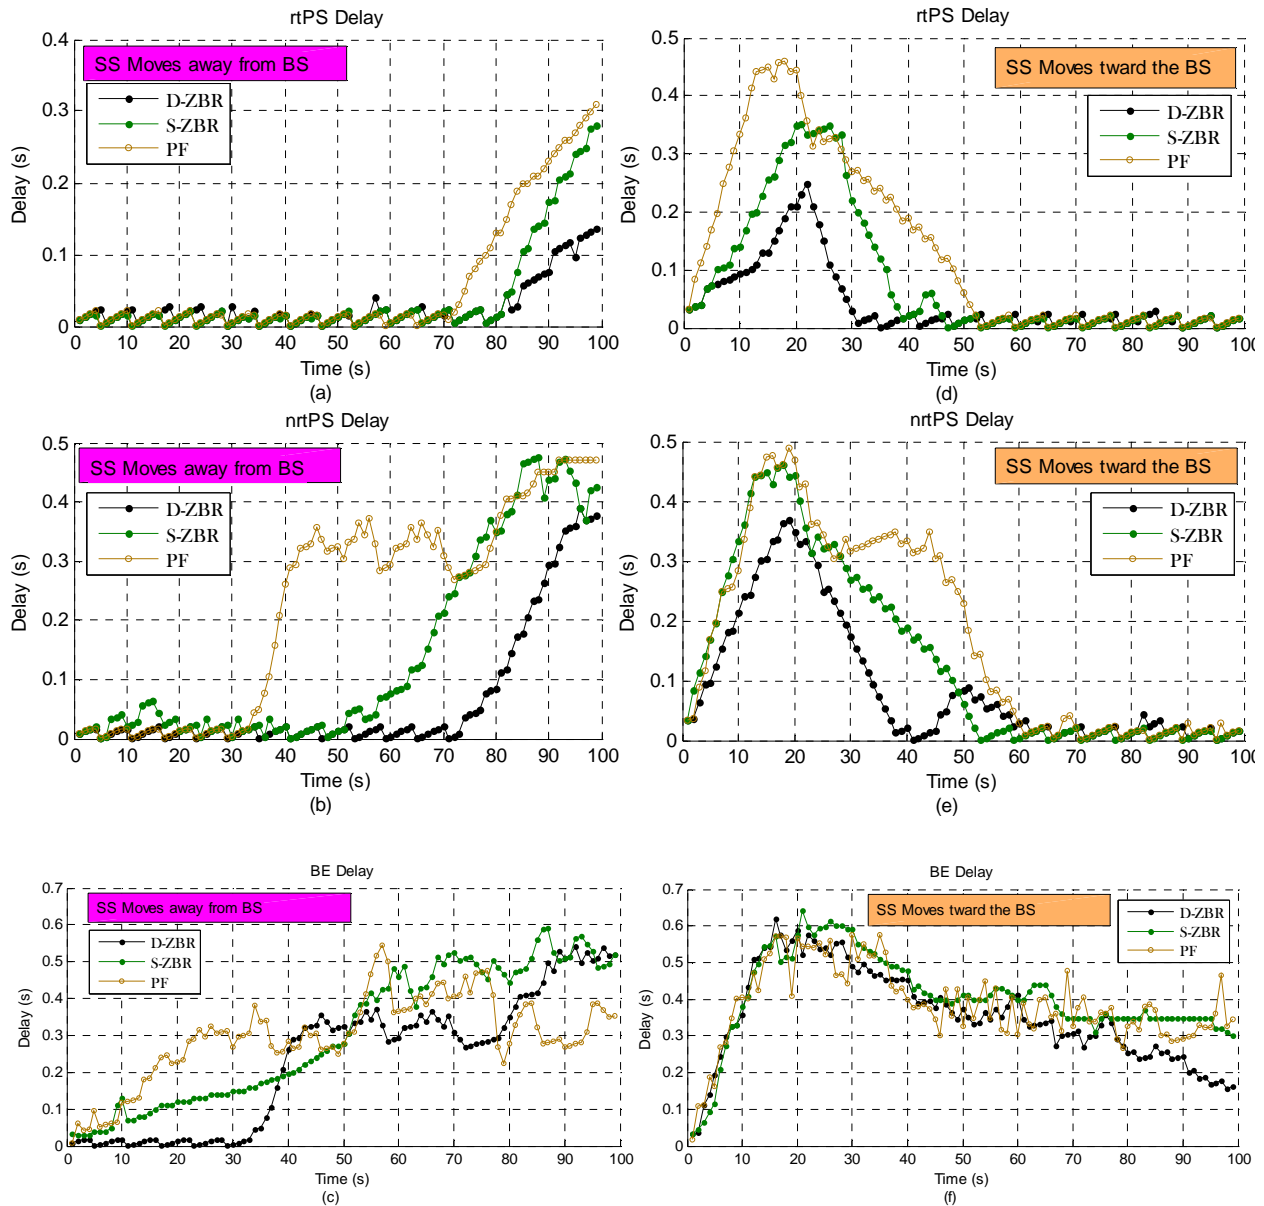 rtPS Delay
SS Moves away from BS
D-ZBR
S-ZBR
PF
Delay (s)
0.4
0.3
0.2
0.1
0
0 10 20 30 40 50 60 70 80 90 100
Time (s)
(a)
rtPS Delay
SS Moves tward the BS
D-ZBR
S-ZBR
PF
Delay (s)
0.5
0.4
0.3
0.2
0.1
0
0 10 20 30 40 50 60 70 80 90 100
Time (s)
(d)
nrtPS Delay
SS Moves away from BS
D-ZBR
S-ZBR
PF
Delay (s)
0.5
0.4
0.3
0.2
0.1
0
0 10 20 30 40 50 60 70 80 90 100
Time (s)
(b)
nrtPS Delay
SS Moves tward the BS
D-ZBR
S-ZBR
PF
Delay (s)
0.5
0.4
0.3
0.2
0.1
0
0 10 20 30 40 50 60 70 80 90 100
Time (s)
(e)
BE Delay
SS Moves away from BS
D-ZBR
S-ZBR
PF
Delay (s)
0.7
0.6
0.5
0.4
0.3
0.2
0.1
0
0 10 20 30 40 50 60 70 80 90 100
Time (s)
(c)
BE Delay
SS Moves tward the BS
D-ZBR
S-ZBR
PF
Delay (s)
0.7
0.6
0.5
0.4
0.3
0.2
0.1
0
0 10 20 30 40 50 60 70 80 90 100
Time (s)
(f)